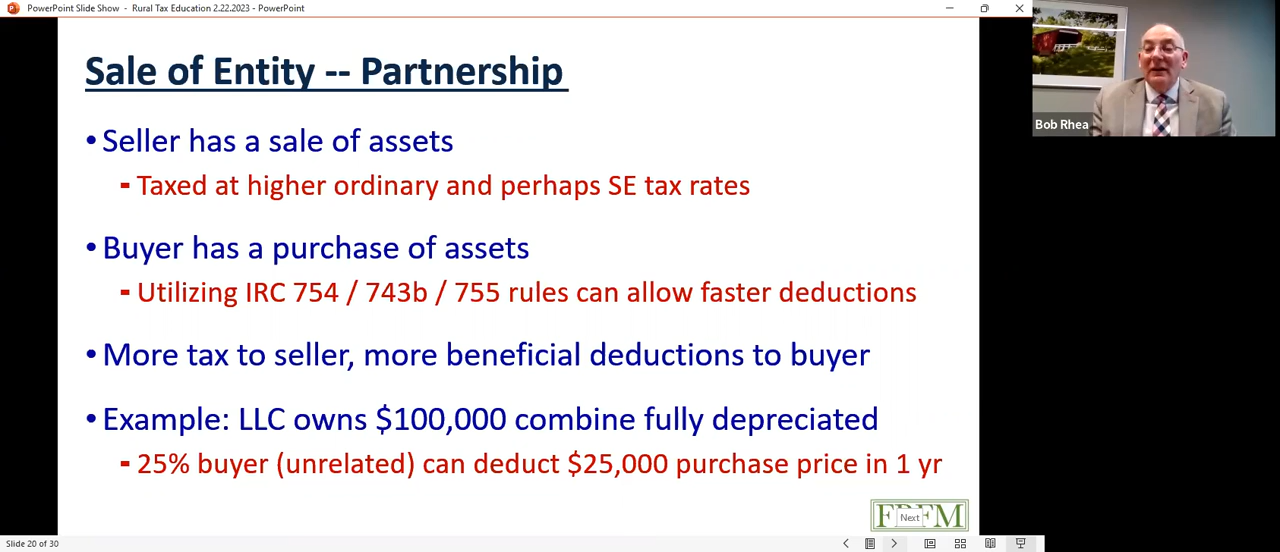 PowerPoint Slide Show - Rural Tax Education 2.22.2023 - PowerPoint
Sale of Entity -- Partnership
•Seller has a sale of assets
-Taxed at higher ordinary and perhaps SE tax rates
•Buyer has a purchase of assets
-Utilizing IRC 754 / 743b / 755 rules can allow faster deductions
•More tax to seller, more beneficial deductions to buyer
•Example: LLC owns $100,000 combine fully depreciated
-25% buyer (unrelated) can deduct $25,000 purchase price in 1 yr
Next
Slide 20 of 30
Bob Rhea